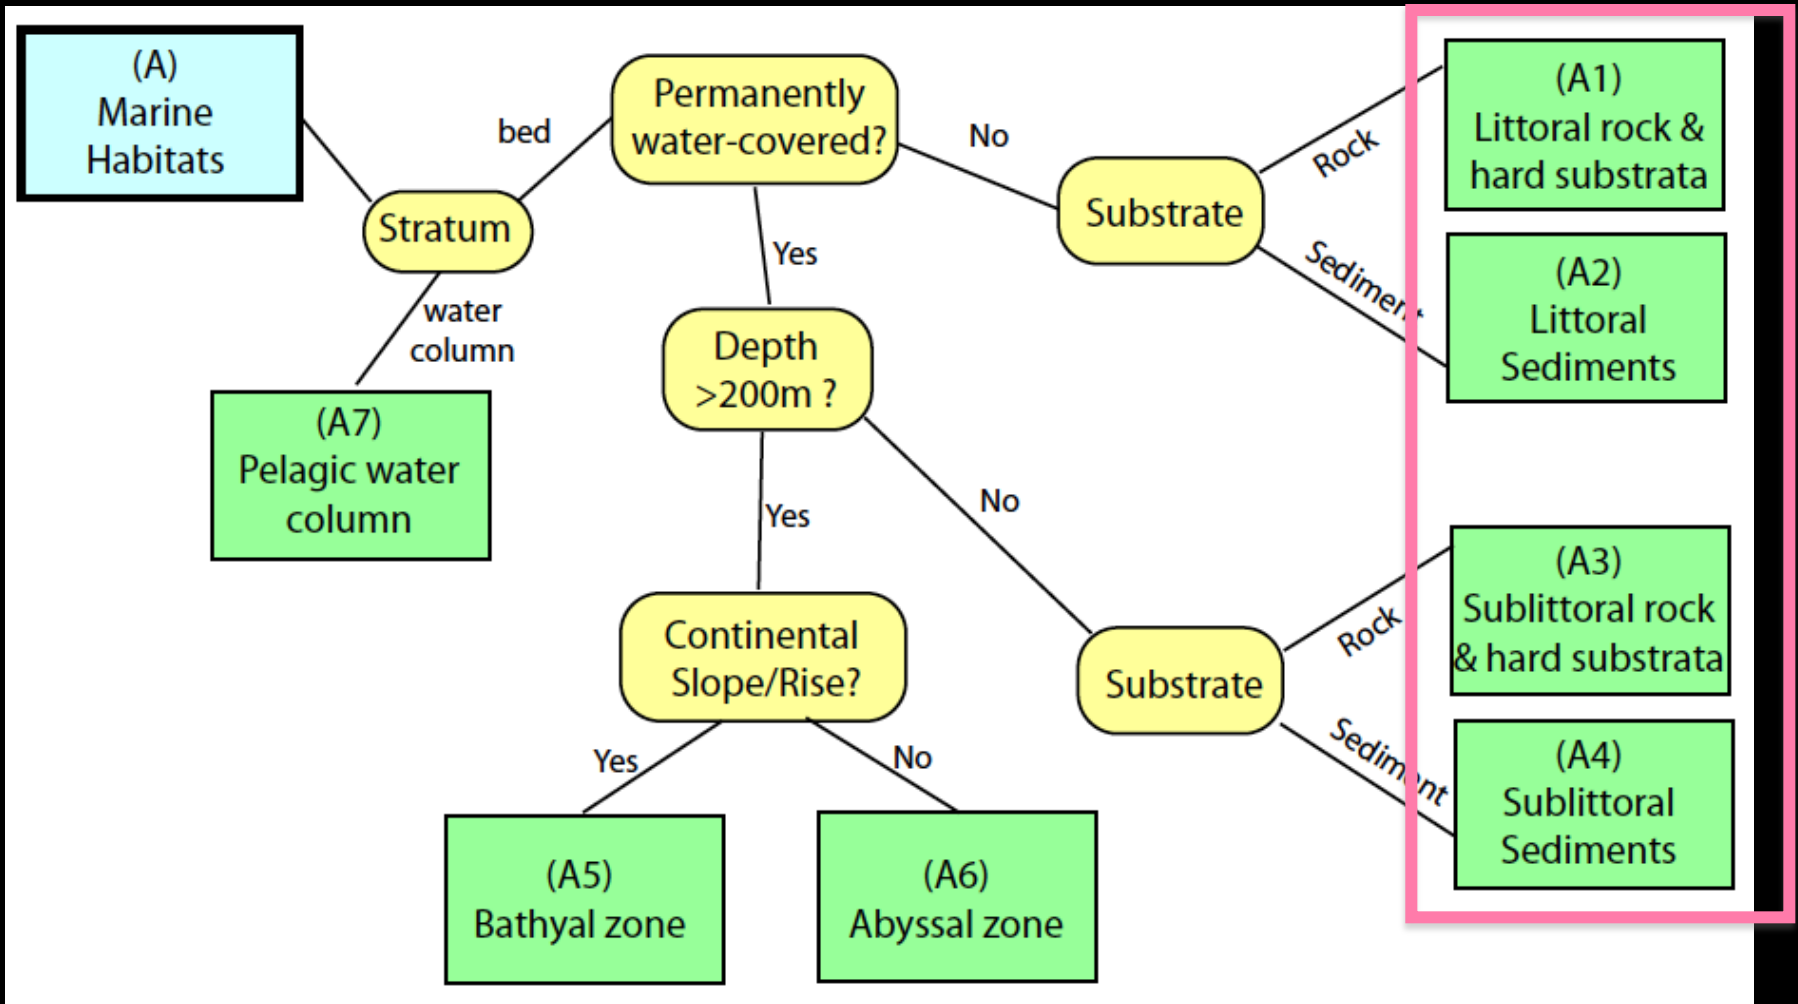 (A)
Marine
Habitats
Stratum
bed
water
column
(A7)
Pelagic water
column
Permanently
water-covered?
No
Yes
Depth
>200m ?
Yes
No
Continental
Slope/Rise?
Yes
No
(A5)
Bathyal zone
(A6)
Abyssal zone
Substrate
Rock
Sediment
(A1)
Littoral rock &
hard substrata
(A2)
Littoral
Sediments
Substrate
Rock
Sediment
(A3)
Sublittoral rock
& hard substrata
(A4)
Sublittoral
Sediments